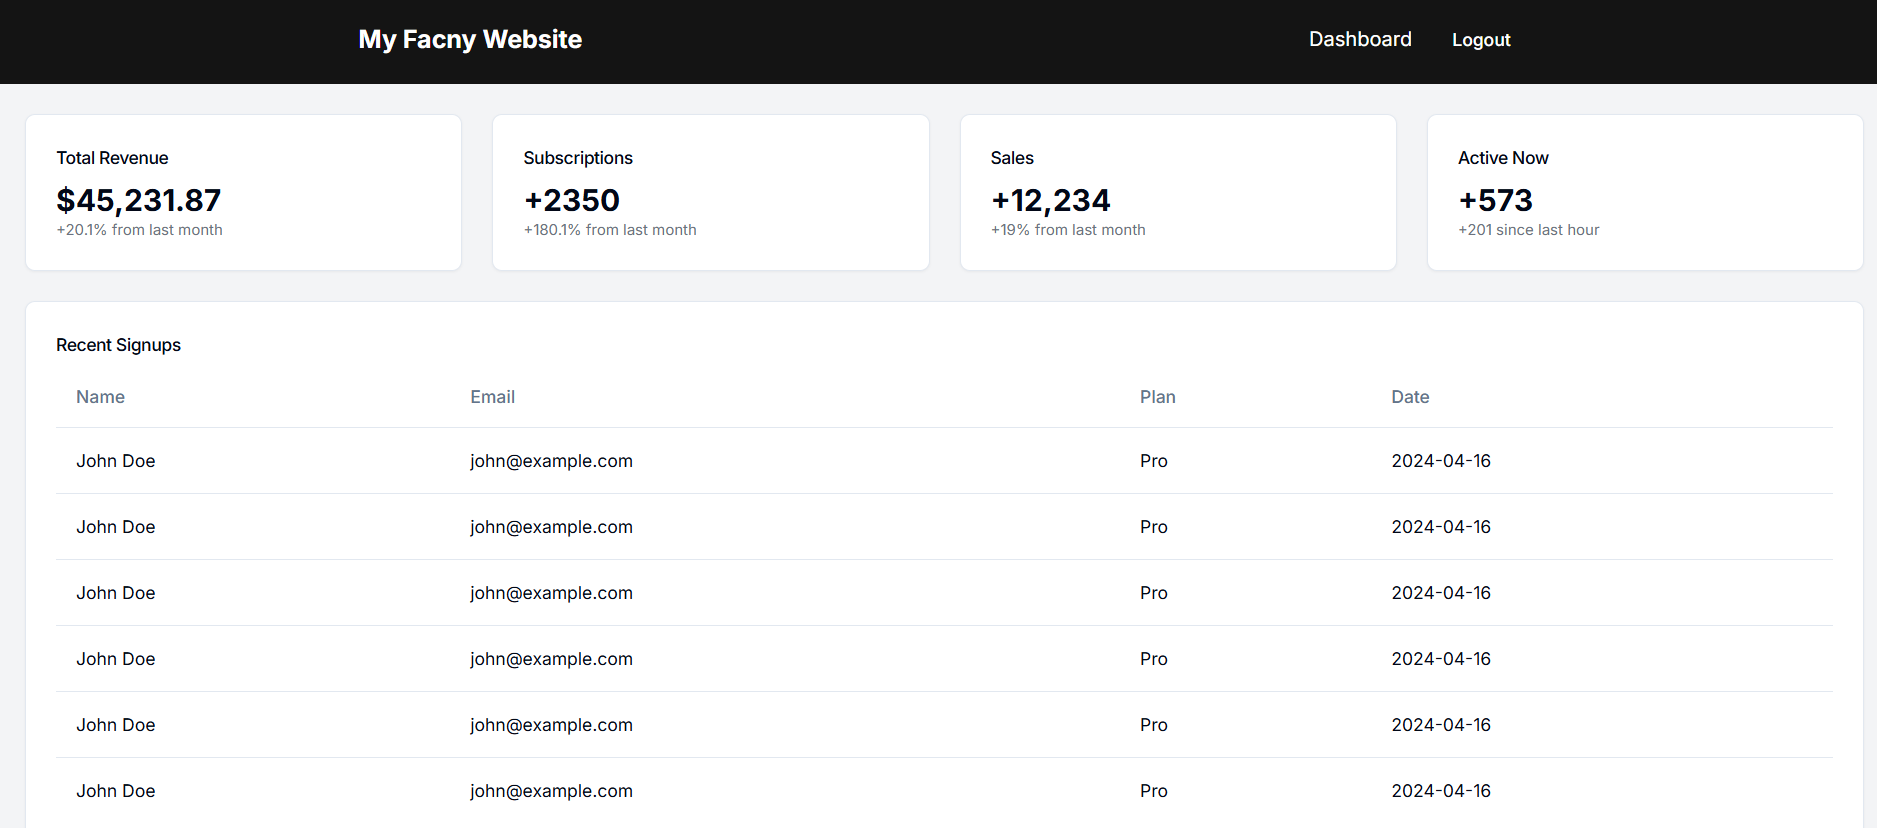 My Facny Website Dashboard Logout
Total Revenue Subscriptions Sales Active Now
$45,231.87 +2350 +12,234 +573
+20.1% from last month +180.1% from last month +19% from last month +201 since last hour
Recent Signups
Name Email Plan Date
John Doe john@example.com Pro 2024-04-16
John Doe john@example.com Pro 2024-04-16
John Doe john@example.com Pro 2024-04-16
John Doe john@example.com Pro 2024-04-16
John Doe john@example.com Pro 2024-04-16
John Doe john@example.com Pro 2024-04-16